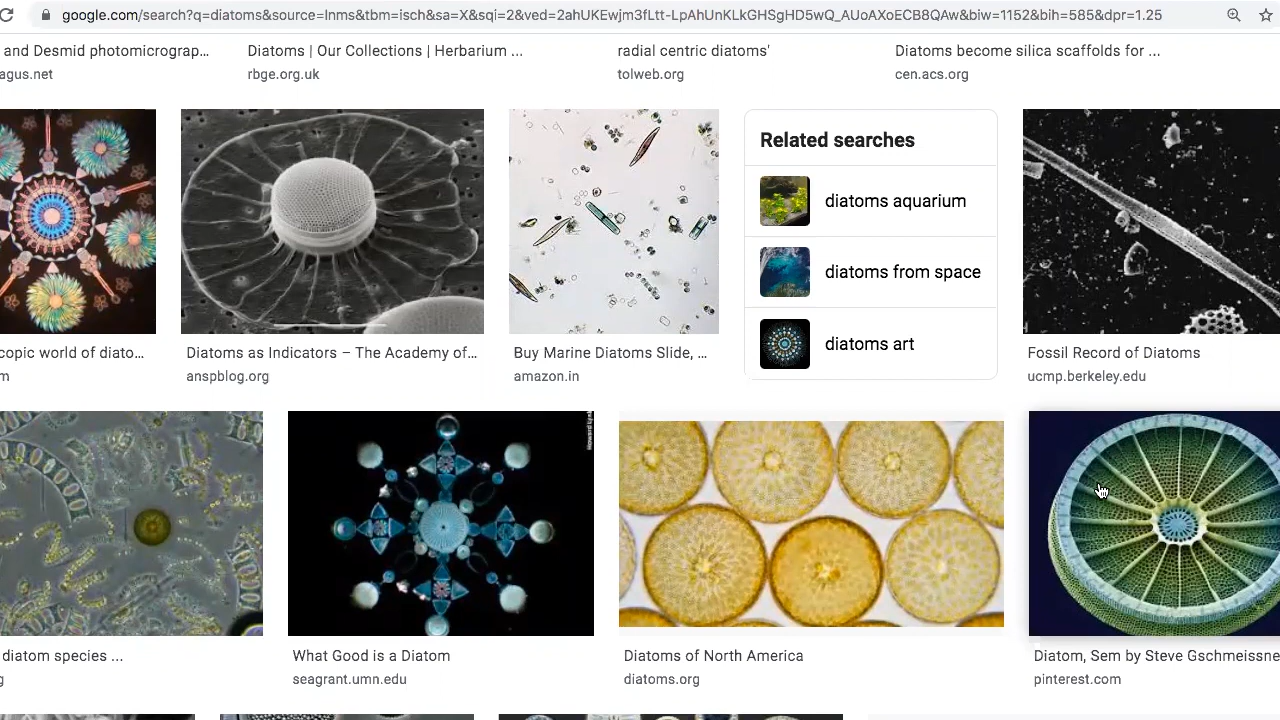 google.com/search?q=diatoms&source=lnms&tbm=isch&sa=X&sqi=2&ved=2ahUKEwjm3fLtt-LpAhUnKLkGHSgHD5wQ_AUoAXoECB8QAw&biw=1152&bih=585&dpr=1.25
and Desmid photomicrograp...
Diatoms | Our Collections | Herbarium ...
radial centric diatoms'
Diatoms become silica scaffolds for ...
agus.net
rbge.org.uk
tolweb.org
cen.acs.org
Related searches
diatoms aquarium
diatoms from space
diatoms art
copic world of diato...
Diatoms as Indicators – The Academy of...
Buy Marine Diatoms Slide, ...
Fossil Record of Diatoms
m
anspblog.org
amazon.in
ucmp.berkeley.edu
diatom species ...
What Good is a Diatom
Diatoms of North America
Diatom, Sem by Steve Gschmeissne
g
seagrant.umn.edu
diatoms.org
pinterest.com